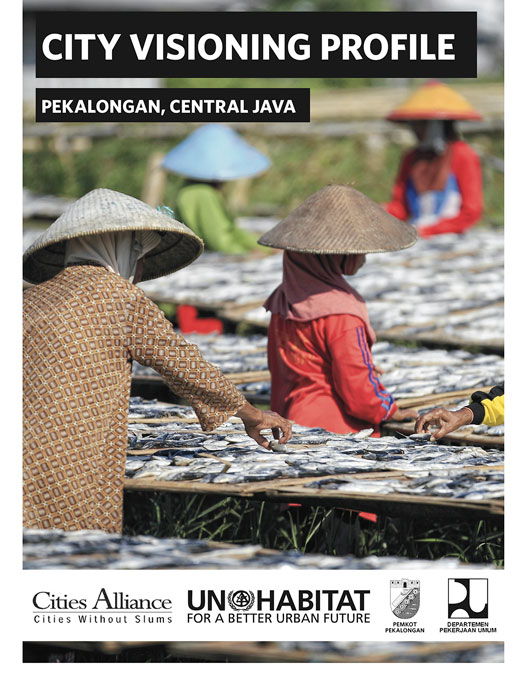 CITY VISIONING PROFILE
PEKALONGAN, CENTRAL JAVA
Cities Alliance
Cities Without Slums
UN HABITAT
FOR A BETTER URBAN FUTURE
PEMKOT
PEKALONGAN
DEPARTEMEN
PEKERJAAN UMUM